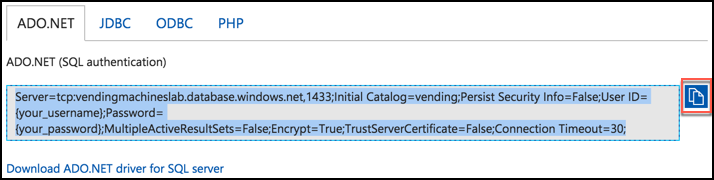 ADO.NET JDBC ODBC PHP
ADO.NET (SQL authentication)
Server=tcp:vendingmachineslab.database.windows.net,1433;Initial Catalog=vending;Persist Security Info=False;User ID=
{your_username};Password=
{your_password};MultipleActiveResultSets=False;Encrypt=True;TrustServerCertificate=False;Connection Timeout=30;
Download ADO.NET driver for SQL server